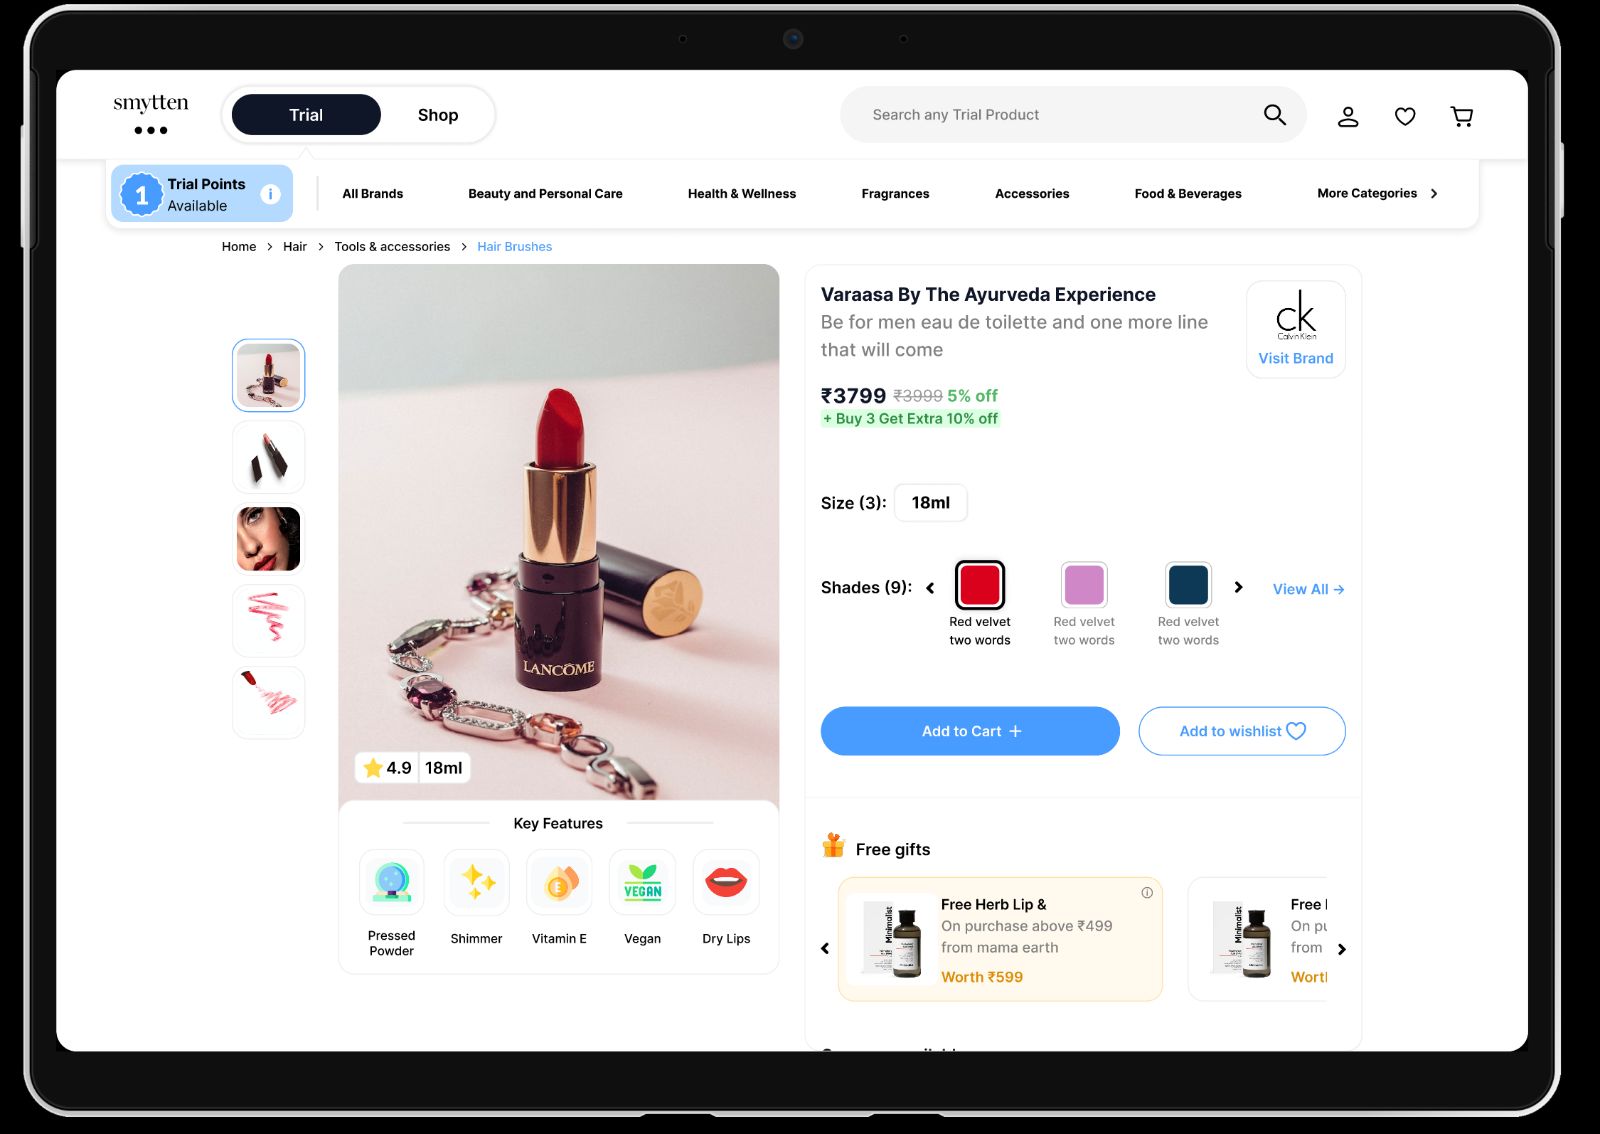 smytten
Trial
Shop
Search any Trial Product
1
Trial Points
Available
i
All Brands
Beauty and Personal Care
Health & Wellness
Fragrances
Accessories
Food & Beverages
More Categories >
Home > Hair > Tools & accessories > Hair Brushes
LANCÔME
4.9
18ml
Key Features
E
VEGAN
Pressed
Powder
Shimmer
Vitamin E
Vegan
Dry Lips
Varaasa By The Ayurveda Experience
Be for men eau de toilette and one more line
that will come
ck
Calvin Klein
Visit Brand
₹3799 ₹3999 5% off
+ Buy 3 Get Extra 10% off
Size (3): 18ml
Shades (9):
Red velvet
two words
Red velvet
two words
Red velvet
two words
View All →
Add to Cart +
Add to wishlist
Free gifts
Minimalist
Free Herb Lip &
On purchase above ₹499
from mama earth
Worth ₹599
Minimalist
Free
On
from